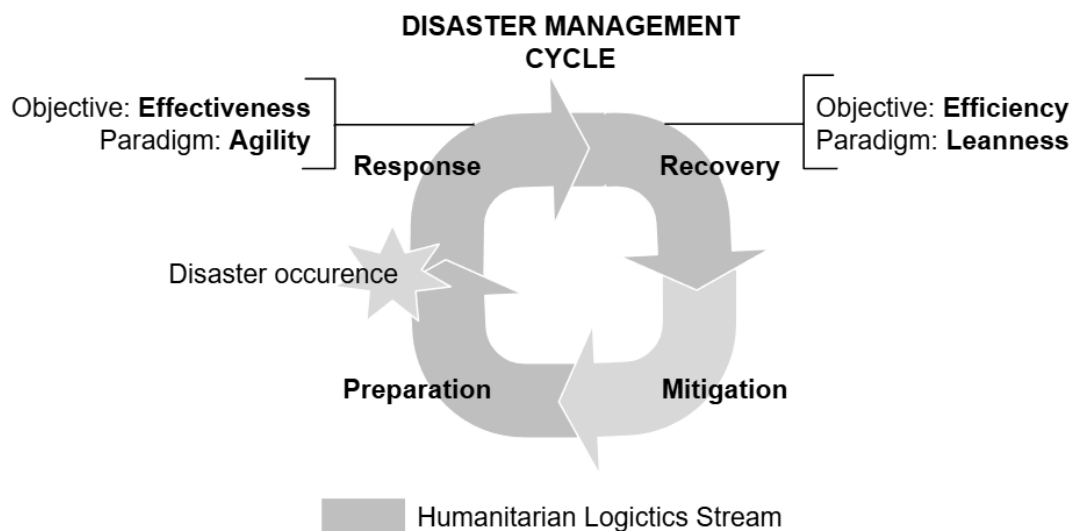 DISASTER MANAGEMENT
CYCLE
Objective: Effectiveness
Paradigm: Agility
Objective: Efficiency
Paradigm: Leanness
Response
Recovery
Disaster occurence
Preparation
Mitigation
Humanitarian Logictics Stream